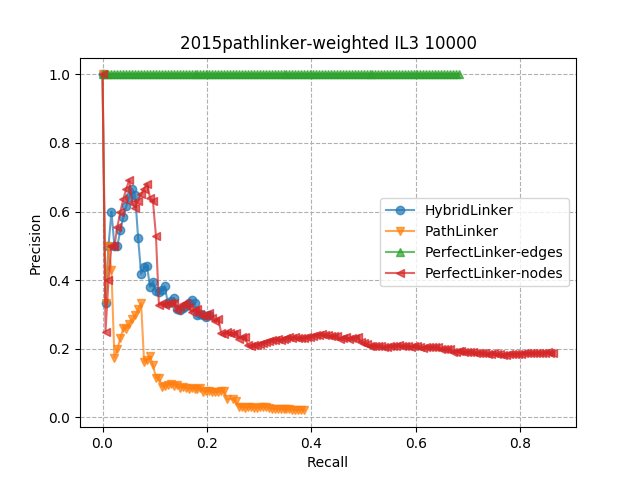 2015pathlinker-weighted IL3 10000
1.0
0.8
0.6
0.4
0.2
0.0
Precision
HybridLinker
PathLinker
PerfectLinker-edges
PerfectLinker-nodes
0.0 0.2 0.4 0.6 0.8
Recall